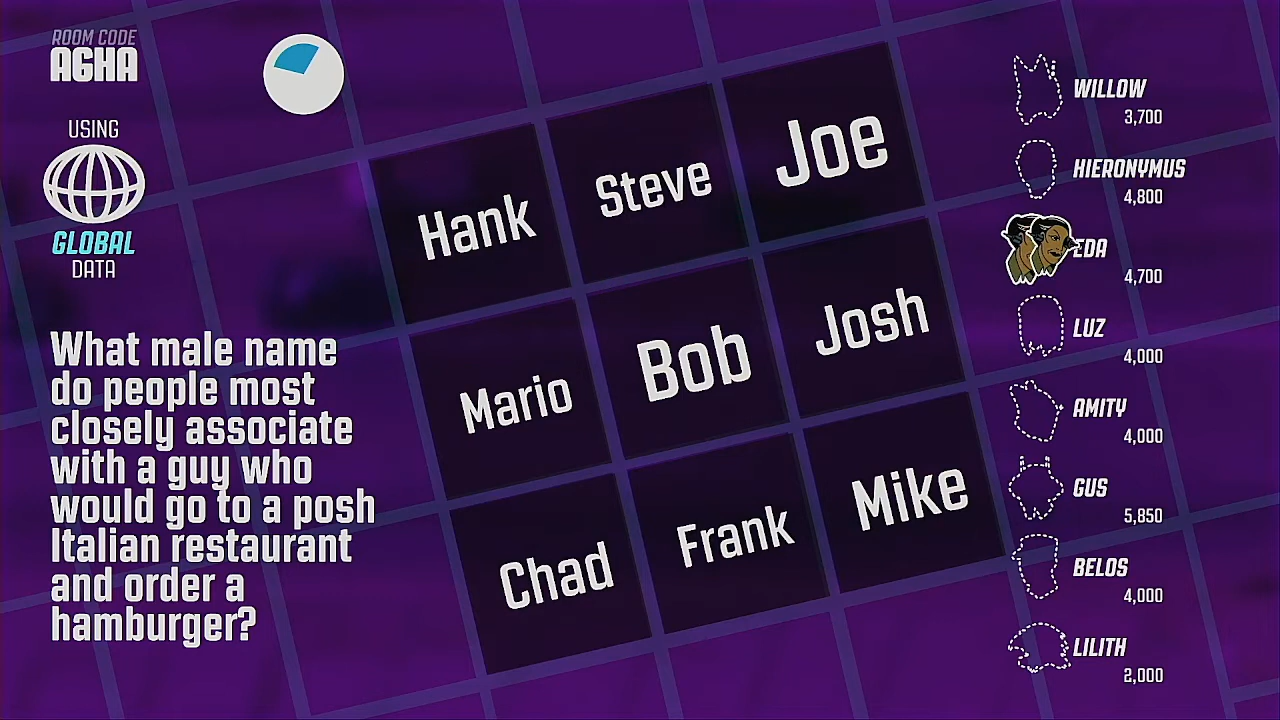 ROOM CODE
AGHA
USING
GLOBAL
DATA
What male name
do people most
closely associate
with a guy who
would go to a posh
Italian restaurant
and order a
hamburger?
Hank
Steve
Joe
Mario
Bob
Josh
Chad
Frank
Mike
WILLOW
3,700
HIERONYMUS
4,800
EDA
4,700
LUZ
4,000
AMITY
4,000
GUS
5,850
BELOS
4,000
LILITH
2,000